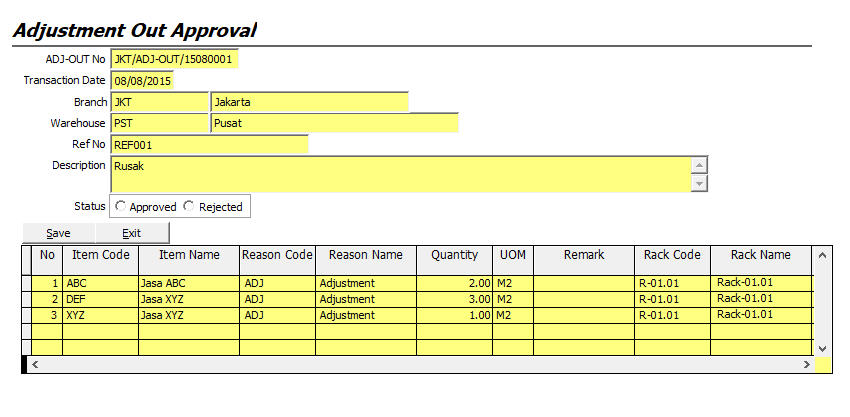 Adjustment Out Approval
ADJ-OUT No JKT/ADJ-OUT/15080001
Transaction Date 08/08/2015
Branch JKT Jakarta
Warehouse PST Pusat
Ref No REF001
Description Rusak
Status Approved Rejected
Save Exit
No Item Code Item Name Reason Code Reason Name Quantity UOM Remark Rack Code Rack Name
1 ABC Jasa ABC ADJ Adjustment 2.00 M2 R-01.01 Rack-01.01
2 DEF Jasa XYZ ADJ Adjustment 3.00 M2 R-01.01 Rack-01.01
3 XYZ Jasa XYZ ADJ Adjustment 1.00 M2 R-01.01 Rack-01.01